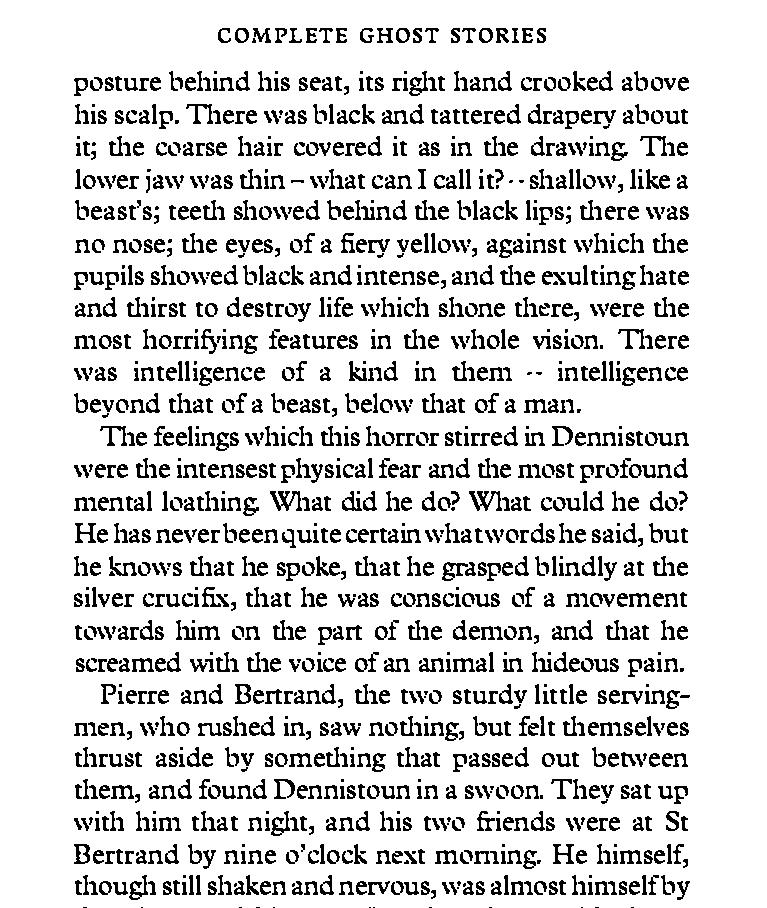 COMPLETE GHOST STORIES
posture behind his seat, its right hand crooked above
his scalp. There was black and tattered drapery about
it; the coarse hair covered it as in the drawing. The
lower jaw was thin – what can I call it? -- shallow, like a
beast's; teeth showed behind the black lips; there was
no nose; the eyes, of a fiery yellow, against which the
pupils showed black and intense, and the exulting hate
and thirst to destroy life which shone there, were the
most horrifying features in the whole vision. There
was intelligence of a kind in them -- intelligence
beyond that of a beast, below that of a man.
The feelings which this horror stirred in Dennistoun
were the intensest physical fear and the most profound
mental loathing. What did he do? What could he do?
He has never been quite certain what words he said, but
he knows that he spoke, that he grasped blindly at the
silver crucifix, that he was conscious of a movement
towards him on the part of the demon, and that he
screamed with the voice of an animal in hideous pain.
Pierre and Bertrand, the two sturdy little serving-
men, who rushed in, saw nothing, but felt themselves
thrust aside by something that passed out between
them, and found Dennistoun in a swoon. They sat up
with him that night, and his two friends were at St
Bertrand by nine o'clock next morning. He himself,
though still shaken and nervous, was almost himself by